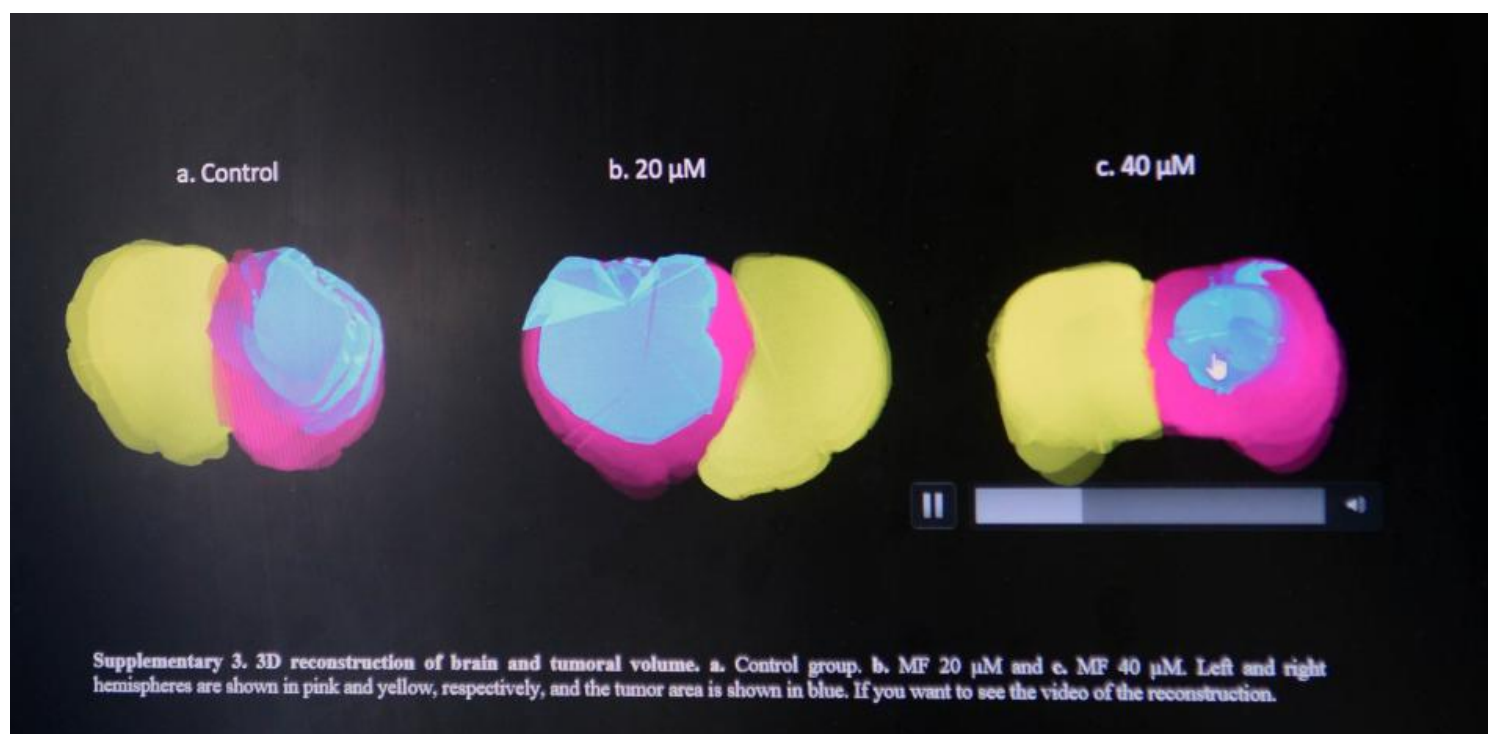 a. Control
b. 20 µM
c. 40 µM
Supplementary 3. 3D reconstruction of brain and tumoral volume. a. Control group. b. MF 20 µM and c. MF 40 µM. Left and right
hemispheres are shown in pink and yellow, respectively, and the tumor area is shown in blue. If you want to see the video of the reconstruction.